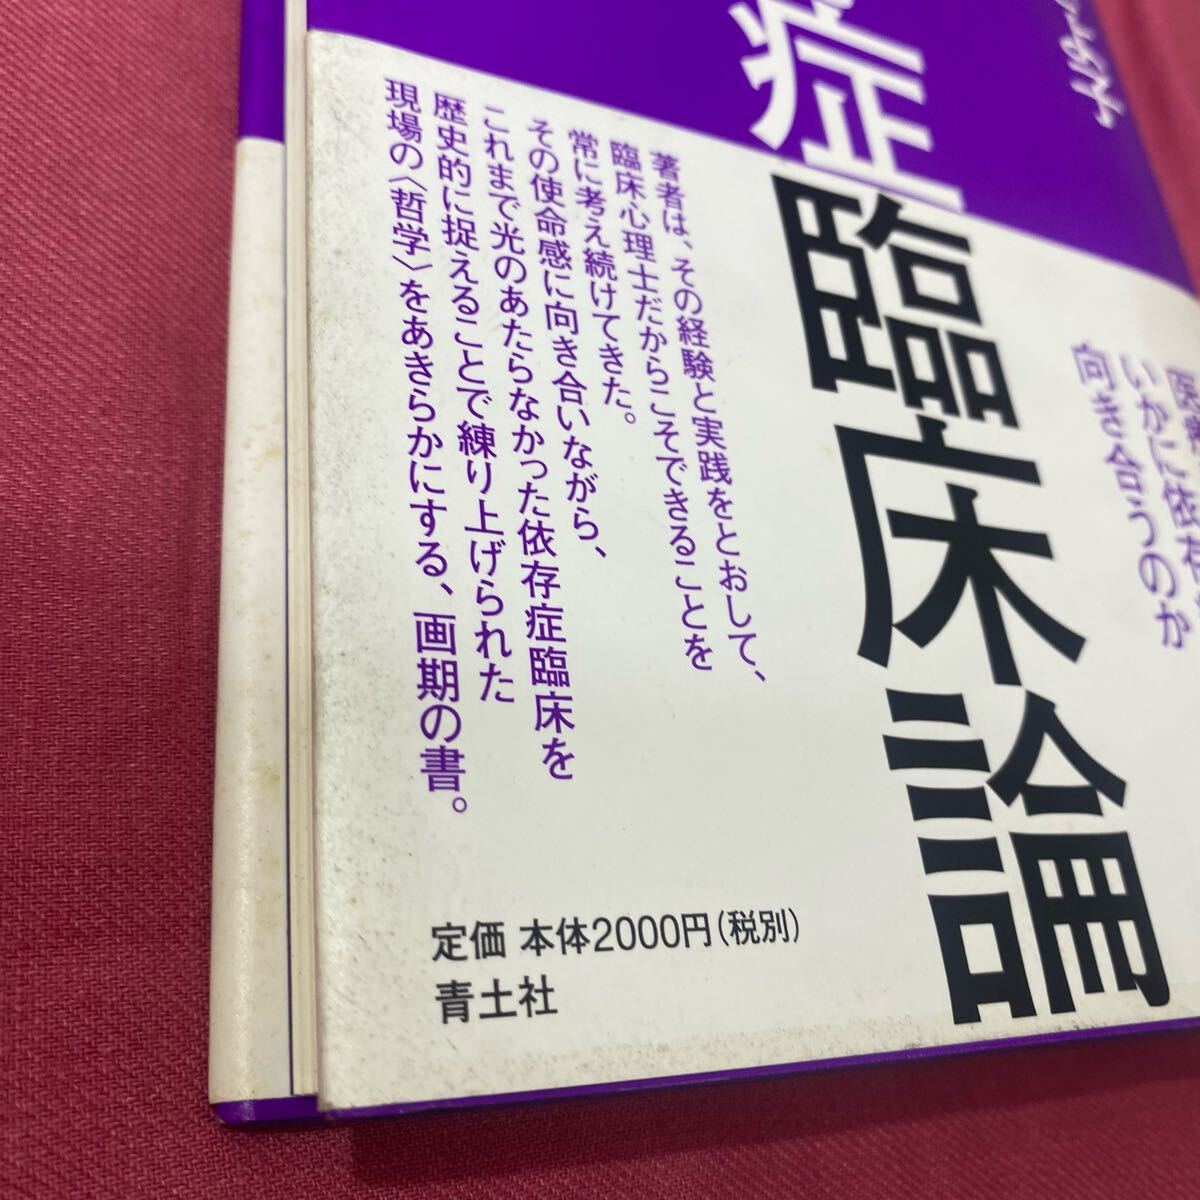 症臨床論
いかに依存
向き合うのか
著者は、その経験と実践をとおして、
臨床心理士だからこそできることを
常に考え続けてきた。
その使命感に向き合いながら、
これまで光のあたらなかった依存症臨床を
歴史的に捉えることで練り上げられた
現場の〈哲学〉をあきらかにする、画期の書。
定価 本体2000円(税別)
青土社